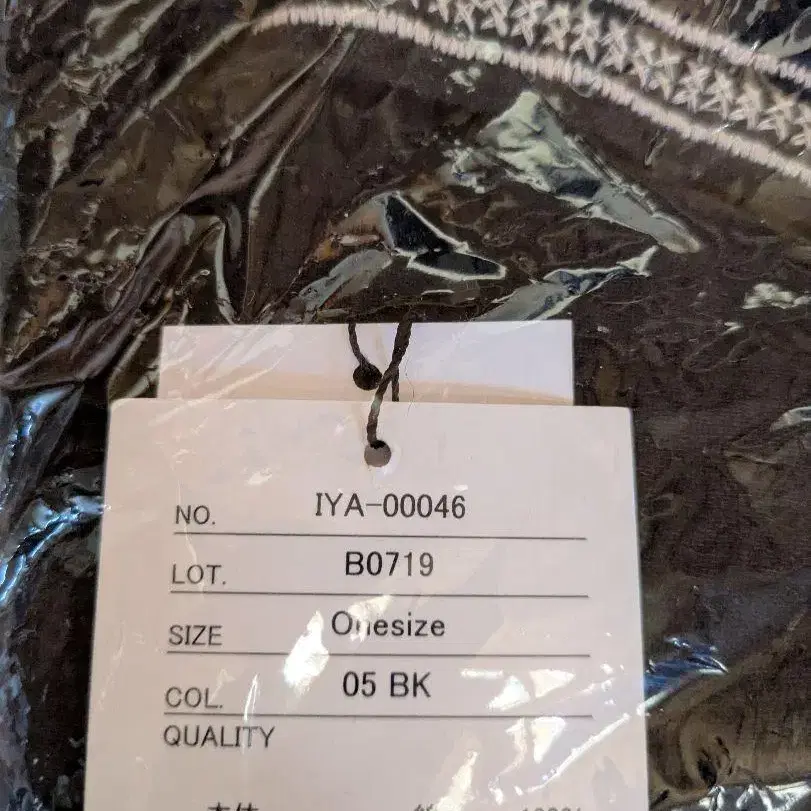 NO. IYA-00046
LOT. B0719
SIZE Onesize
COL. 05 BK
QUALITY